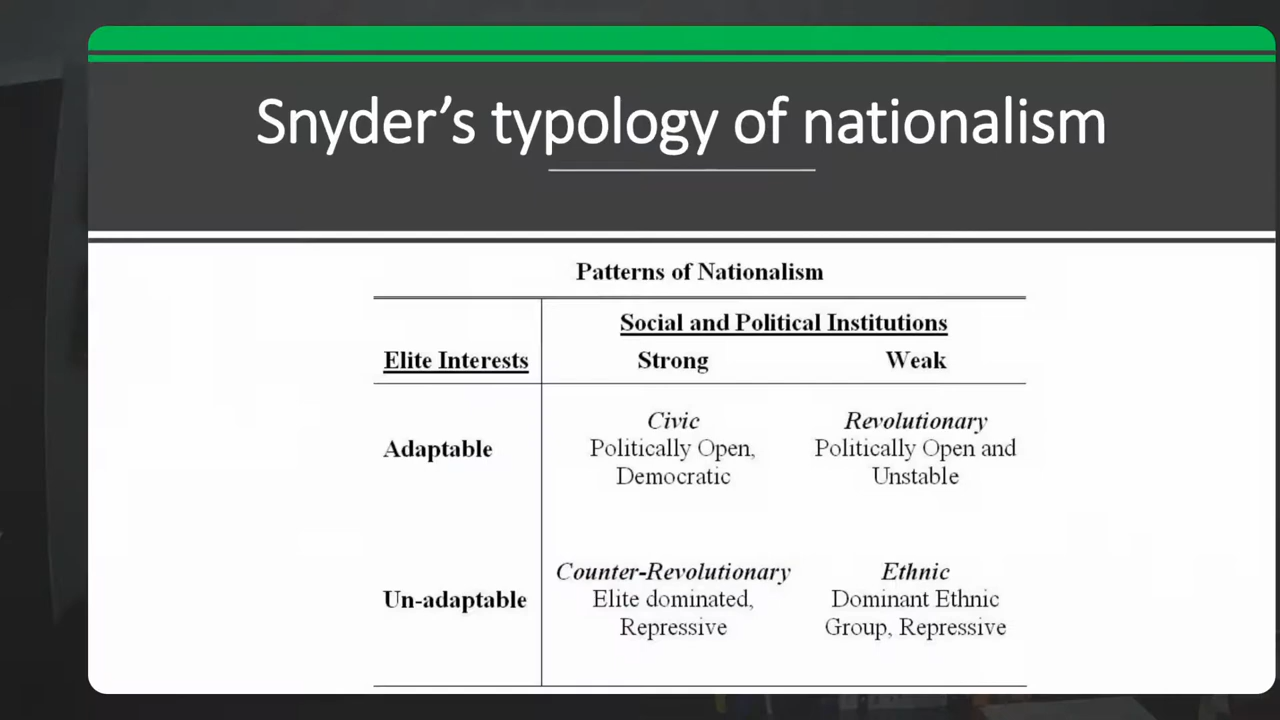 Snyder’s typology of nationalism
Patterns of Nationalism
Social and Political Institutions
Elite Interests Strong Weak
Civic Revolutionary
Adaptable Politically Open, Politically Open and
Democratic Unstable
Counter-Revolutionary Ethnic
Un-adaptable Elite dominated, Dominant Ethnic
Repressive Group, Repressive